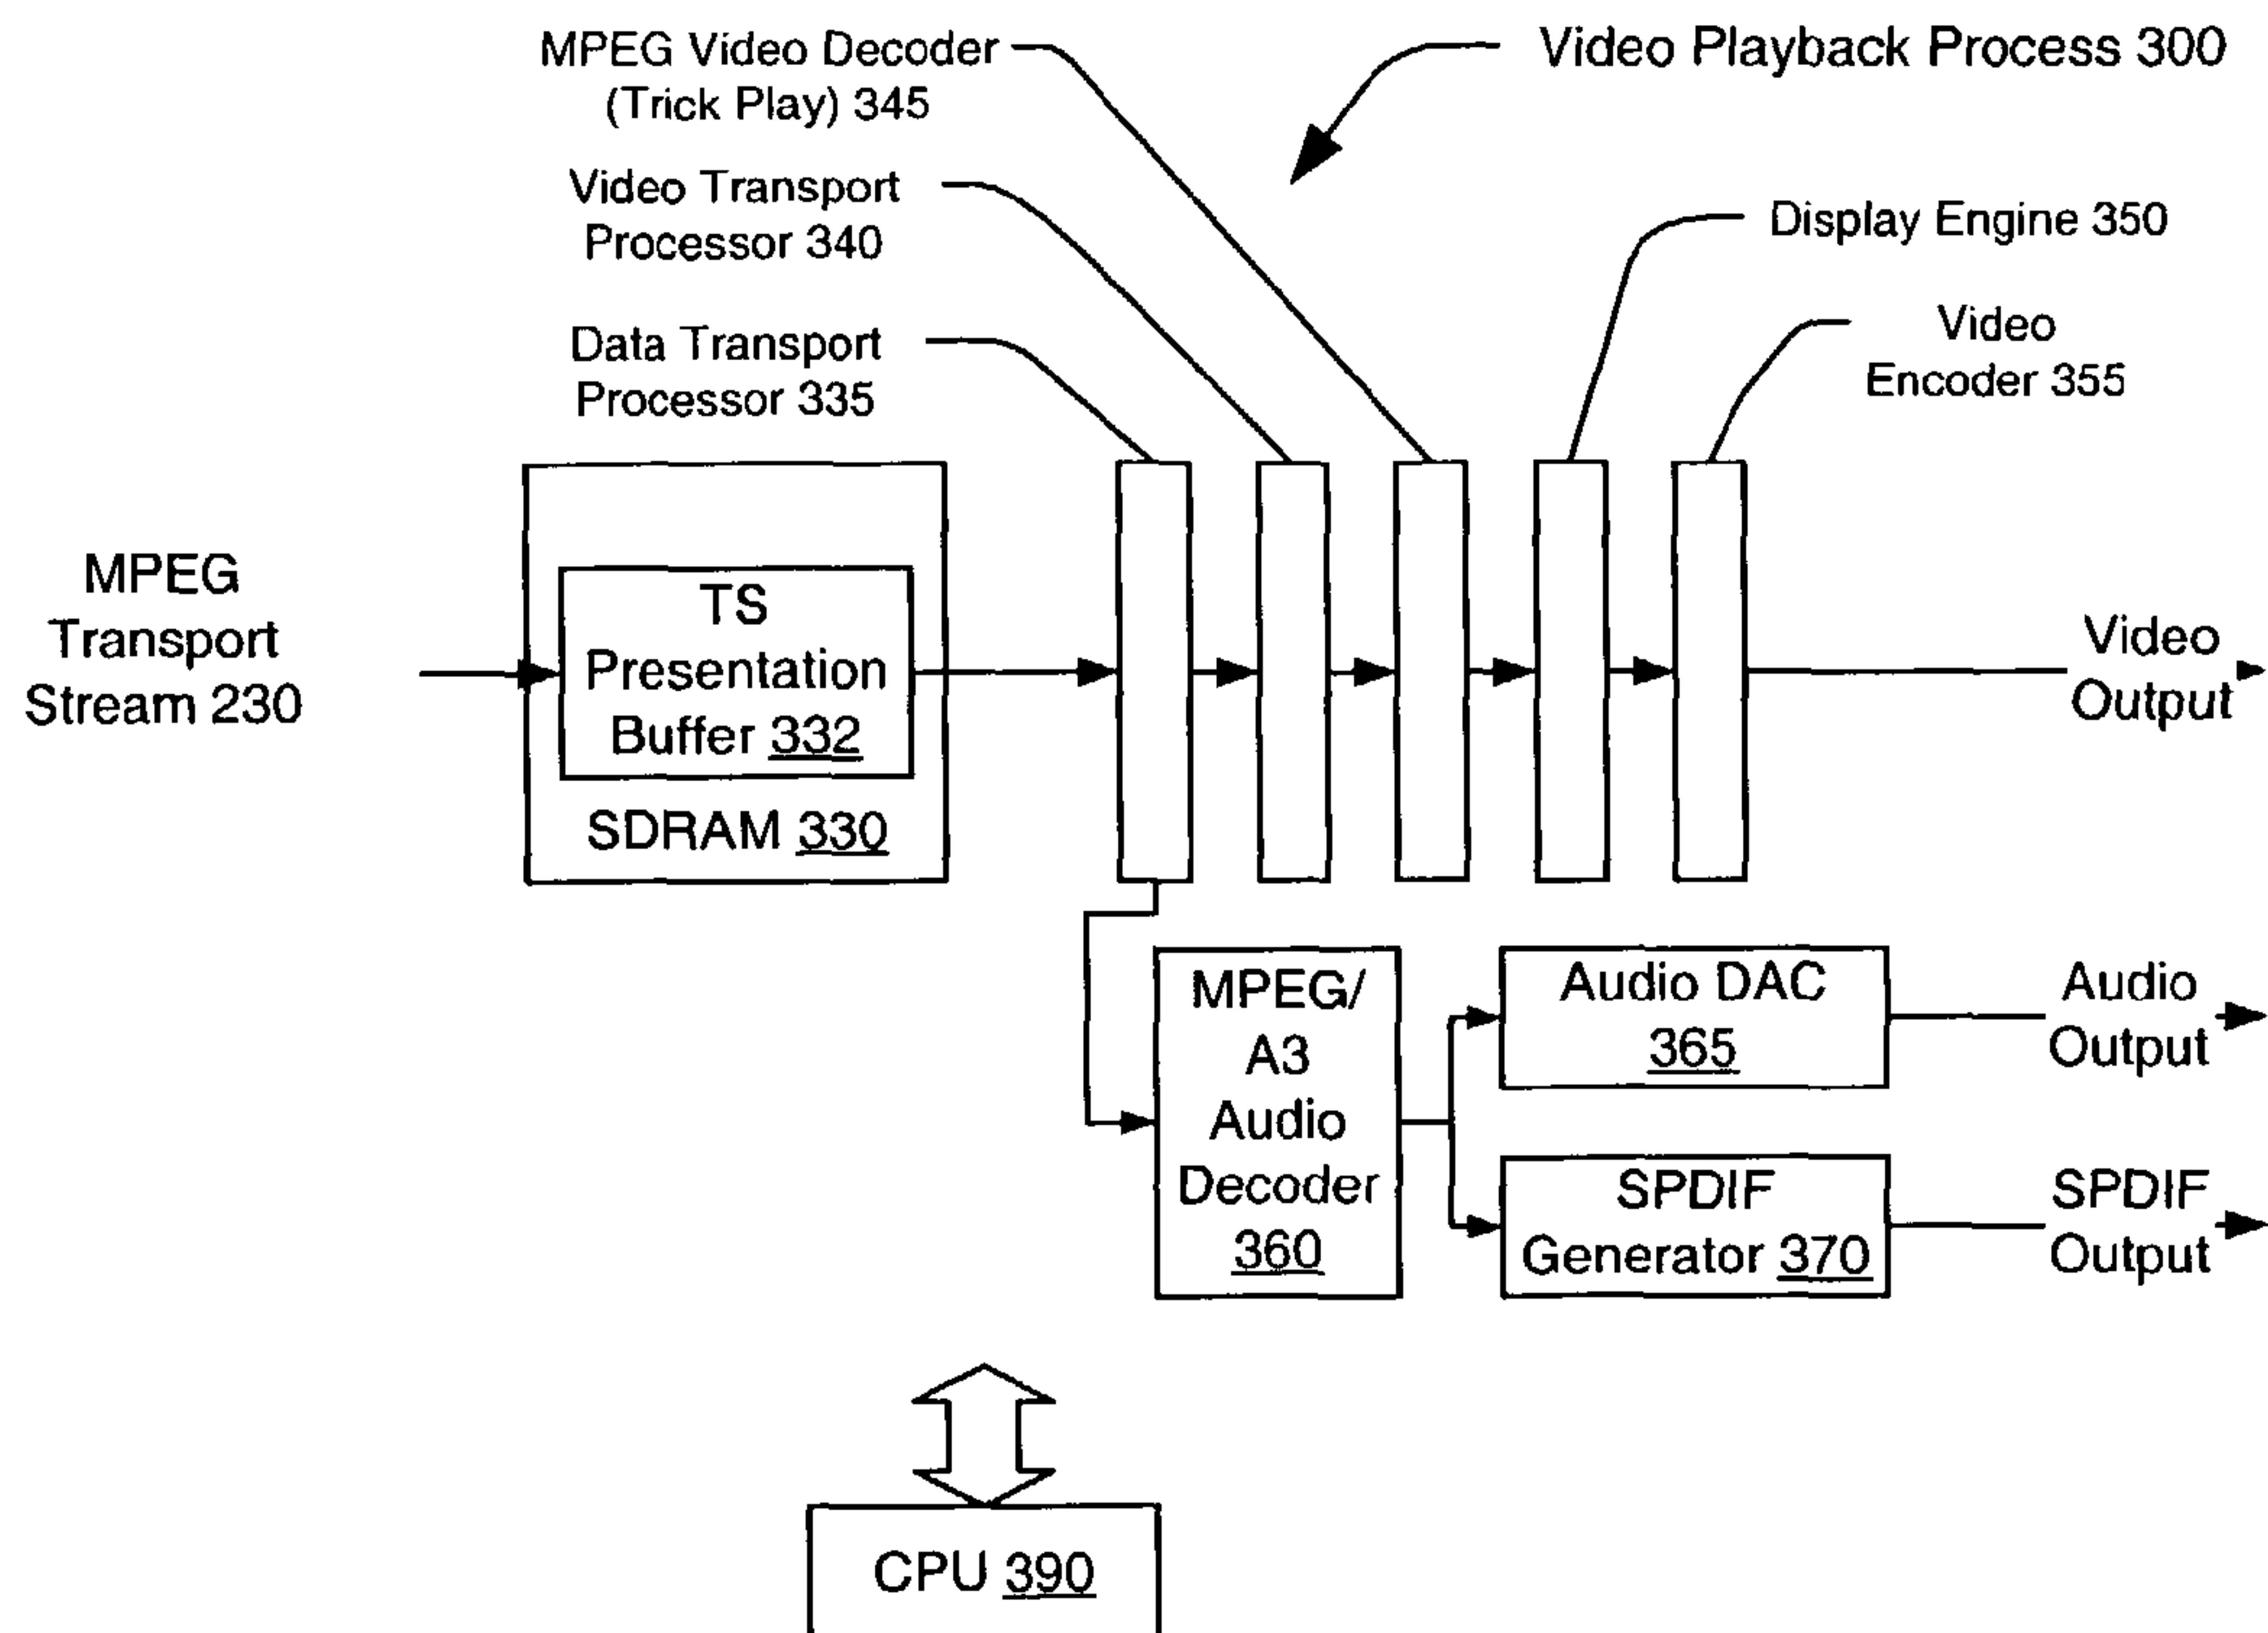 MPEG Video Decoder
(Trick Play) 345
Video Playback Process 300
Video Transport
Processor 340
Display Engine 350
Data Transport
Processor 335
Video
Encoder 355
MPEG
Transport
Stream 230
TS
Presentation
Buffer 332
SDRAM 330
Video
Output
MPEG/
A3
Audio
Decoder
360
Audio DAC
365
Audio
Output
SPDIF
Generator 370
SPDIF
Output
CPU 390